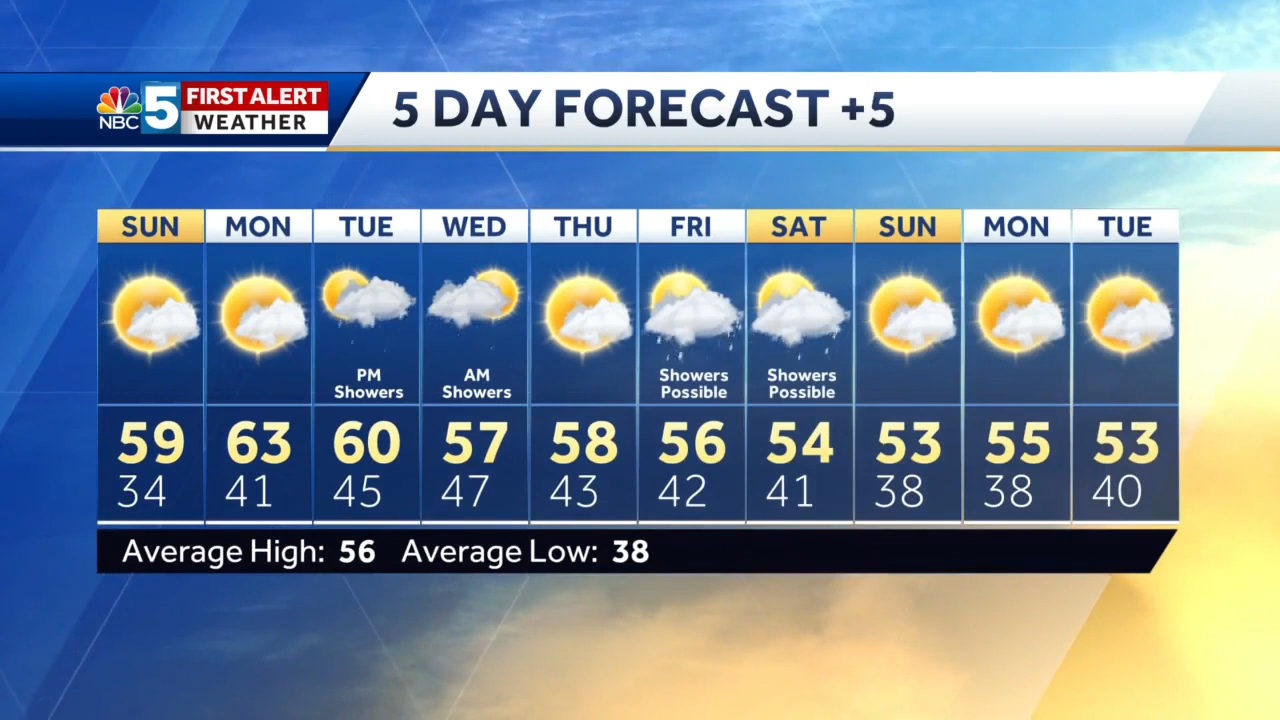 NBC 5 FIRST ALERT WEATHER
5 DAY FORECAST +5
SUN MON TUE WED THU FRI SAT SUN MON TUE
PM Showers
AM Showers
Showers Possible
Showers Possible
59 63 60 57 58 56 54 53 55 53
34 41 45 47 43 42 41 38 38 40
Average High: 56 Average Low: 38